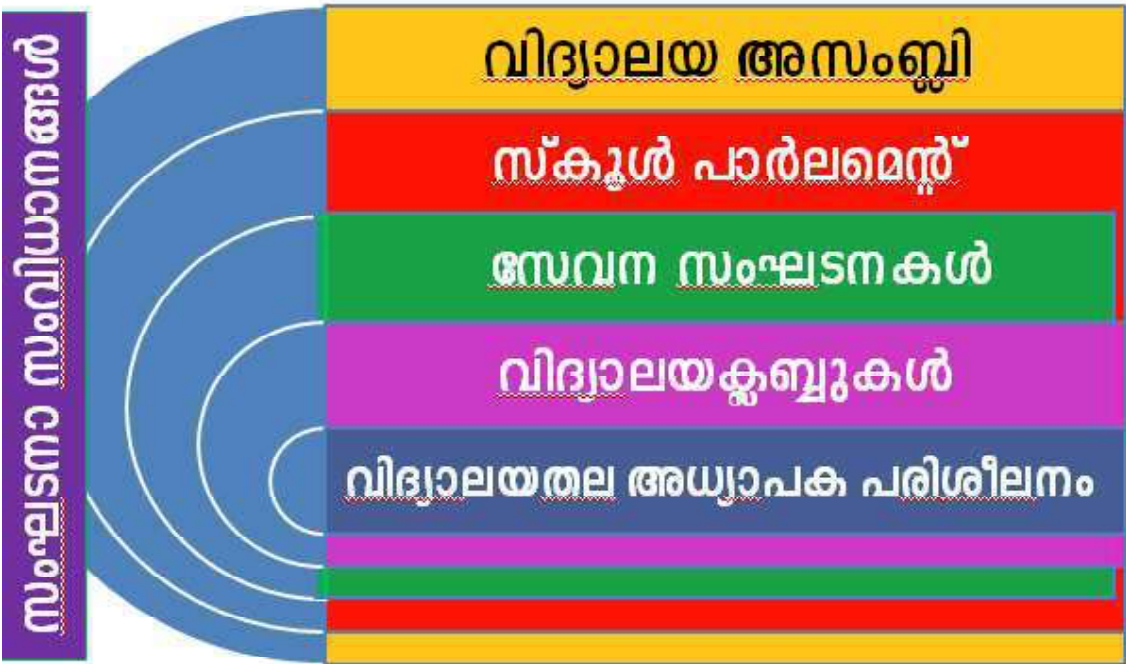 സംഘടനാ സംവിധാനങ്ങൾ
വിദ്യാലയ അസംബ്ലി
സ്കൂൾ പാർലമെന്റ്
സേവന സംഘടനകൾ
വിദ്യാലയക്ലബ്ബുകൾ
വിദ്യാലയതല അധ്യാപക പരിശീലനം